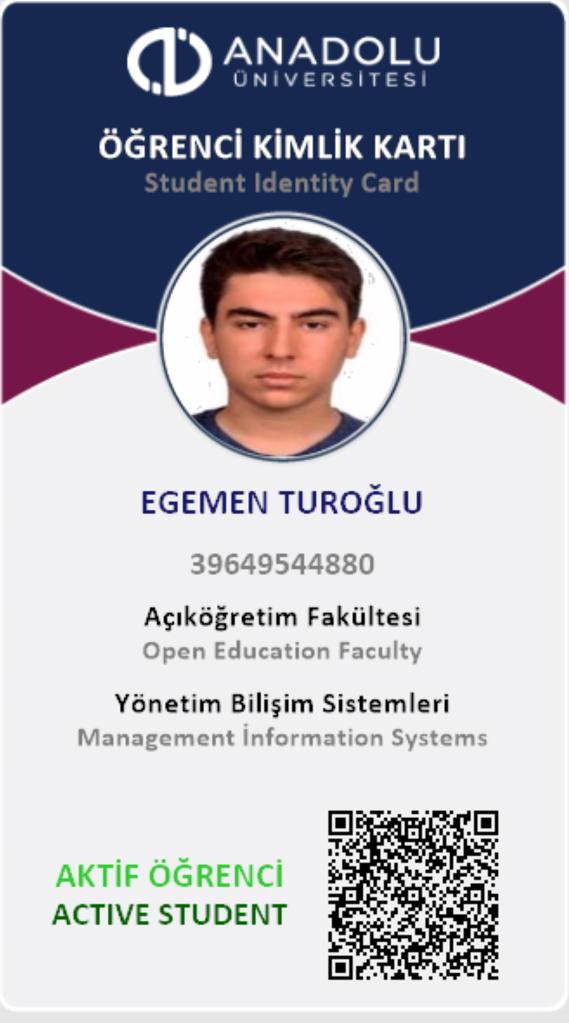 ANADOLU
ÜNİVERSİTESİ
ÖĞRENCİ KİMLİK KARTI
Student Identity Card
EGEMEN TUROĞLU
39649544880
Açıköğretim Fakültesi
Open Education Faculty
Yönetim Bilişim Sistemleri
Management İnformation Systems
AKTİF ÖĞRENCİ
ACTIVE STUDENT